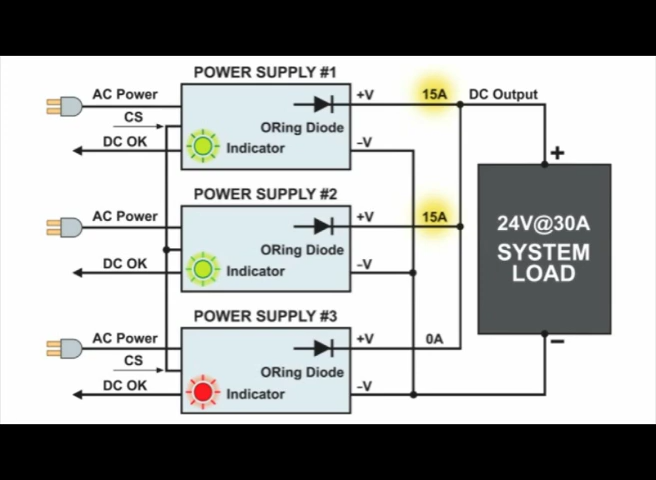 POWER SUPPLY #1
AC Power
+V
15A
DC Output
CS
ORing Diode
DC OK
Indicator
-V
+
POWER SUPPLY #2
AC Power
+V
15A
24V@30A
SYSTEM
LOAD
ORing Diode
DC OK
Indicator
-V
POWER SUPPLY #3
AC Power
+V
0A
–
CS
ORing Diode
DC OK
Indicator
-V